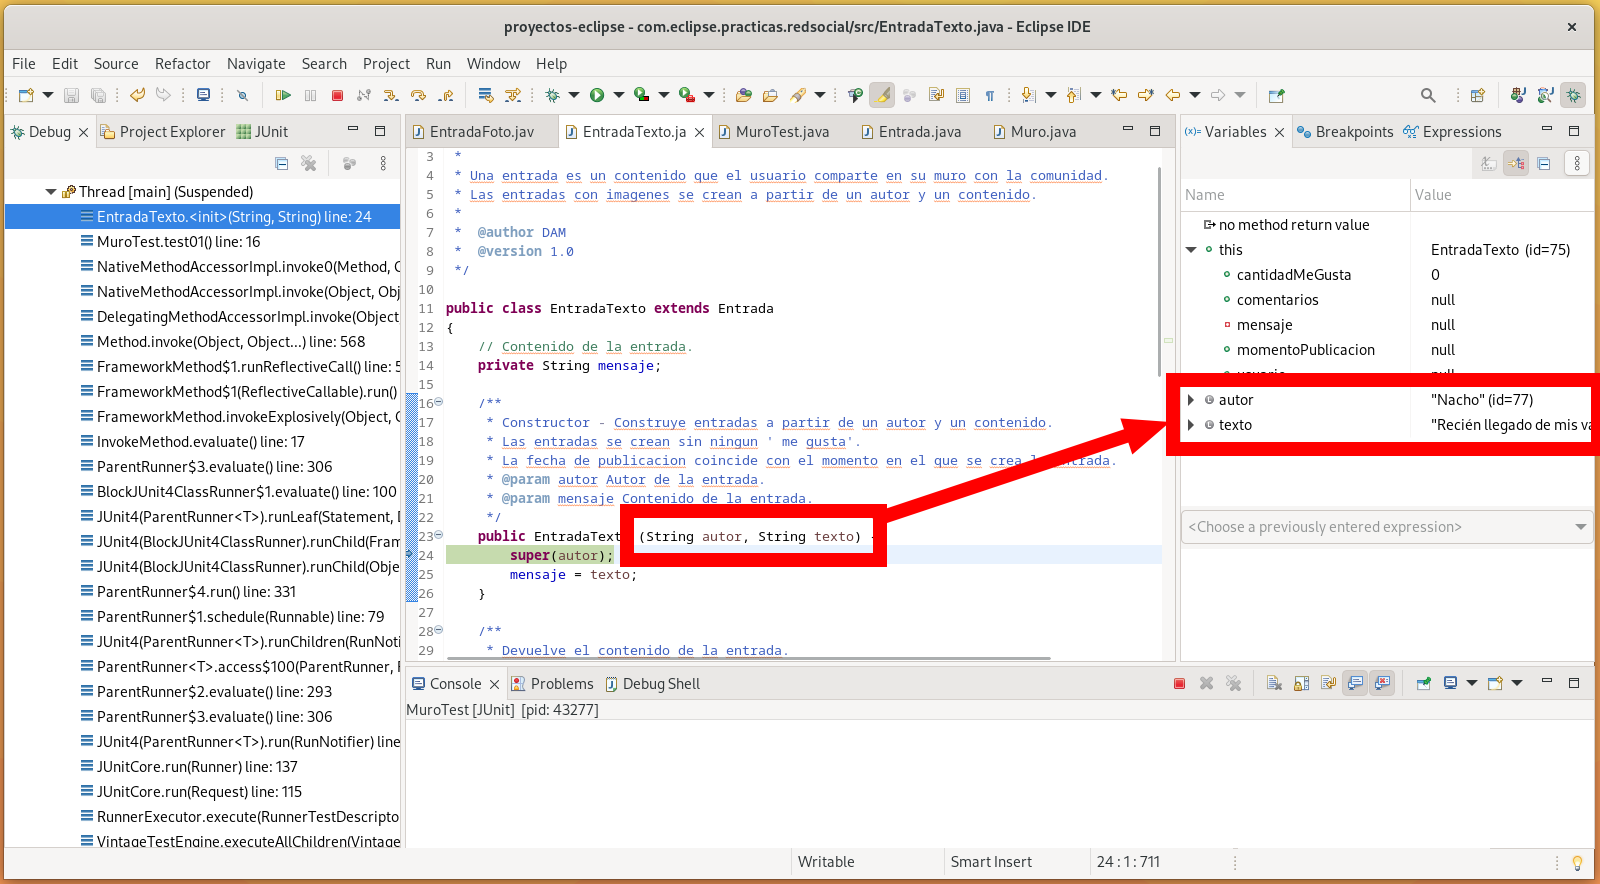 proyectos-eclipse - com.eclipse.practicas.redsocial/src/EntradaTexto.java - Eclipse IDE
File Edit Source Refactor Navigate Search Project Run Window Help
Debug Project Explorer JUnit
Thread [main] (Suspended)
EntradaTexto.<init>(String, String) line: 24
MuroTest.test01() line: 16
NativeMethodAccessorImpl.invoke0(Method, O
NativeMethodAccessorImpl.invoke(Object, Obj
DelegatingMethodAccessorImpl.invoke(Object
Method.invoke(Object, Object...) line: 568
FrameworkMethod$1.runReflectiveCall() line: 5
FrameworkMethod$1(ReflectiveCallable).run()
FrameworkMethod.invokeExplosively(Object, O
InvokeMethod.evaluate() line: 17
ParentRunner$3.evaluate() line: 306
BlockJUnit4ClassRunner$1.evaluate() line: 100
JUnit4(ParentRunner<T>).runLeaf(Statement, D
JUnit4(BlockJUnit4ClassRunner).runChild(Fram
JUnit4(BlockJUnit4ClassRunner).runChild(Obje
ParentRunner$4.run() line: 331
ParentRunner$1.schedule(Runnable) line: 79
JUnit4(ParentRunner<T>).runChildren(RunNoti
ParentRunner<T>.access$100(ParentRunner, R
ParentRunner$2.evaluate() line: 293
ParentRunner$3.evaluate() line: 306
JUnit4(ParentRunner<T>).run(RunNotifier) line
JUnitCore.run(Runner) line: 137
JUnitCore.run(Request) line: 115
RunnerExecutor.execute(RunnerTestDescripto
VintageTestEngine.executeAllChildren(Vintage
EntradaFoto.jav EntradaTexto.ja MuroTest.java Entrada.java Muro.java
3 *
4 * Una entrada es un contenido que el usuario comparte en su muro con la comunidad.
5 * Las entradas con imagenes se crean a partir de un autor y un contenido.
6 *
7 * @author DAM
8 * @version 1.0
9 */
10
11 public class EntradaTexto extends Entrada
12 {
13 // Contenido de la entrada.
14 private String mensaje;
15
16 /**
17 * Constructor - Construye entradas a partir de un autor y un contenido.
18 * Las entradas se crean sin ningun ' me gusta'.
19 * La fecha de publicacion coincide con el momento en el que se crea la entrada.
20 * @param autor Autor de la entrada.
21 * @param mensaje Contenido de la entrada.
22 */
23 public EntradaTexto (String autor, String texto) {
24 super(autor);
25 mensaje = texto;
26 }
27
28 /**
29 * Devuelve el contenido de la entrada.
Variables Breakpoints Expressions
Name Value
no method return value
this EntradaTexto (id=75)
cantidadMeGusta 0
comentarios null
mensaje null
momentoPublicacion null
usuario null
autor "Nacho" (id=77)
texto "Recién llegado de mis va
<Choose a previously entered expression>
Console Problems Debug Shell
MuroTest [JUnit] [pid: 43277]
Writable Smart Insert 24 : 1 : 711